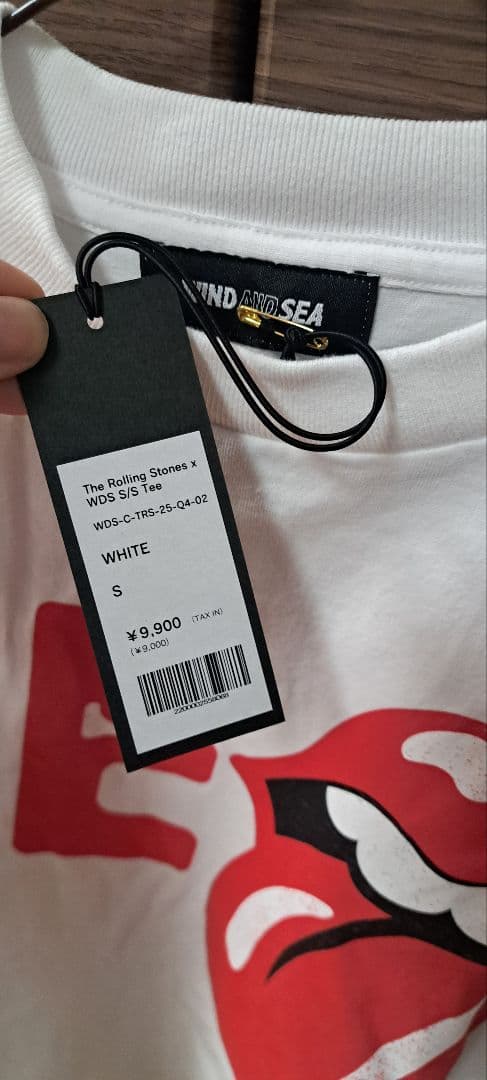 WIND AND SEA
The Rolling Stones x
WDS S/S Tee
WDS-C-TRS-25-Q4-02
WHITE
S
¥9,900 (TAX IN)
(¥9,000)